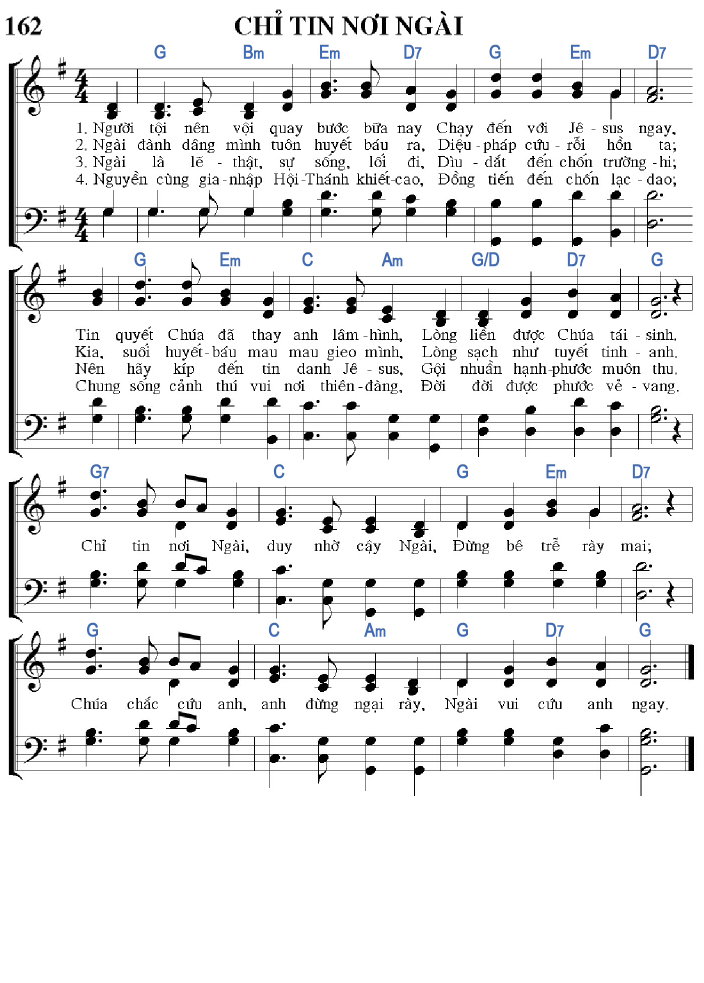 162 CHỈ TIN NƠI NGÀI
G Bm Em D7 G Em D7
1. Người tội nên vội quay bước bữa nay Chạy đến với Jê - sus ngay,
2. Ngài dành dâng mình tuôn huyết báu ra, Diệu - pháp cứu - rỗi hồn ta;
3. Ngài là lẽ - thật, sự sống, lối đi, Dìu - dắt đến chốn trường - hi;
4. Nguyền cùng gia - nhập Hội - Thánh khiết - cao, Đồng tiến đến chốn lạc - dao;
G Em C Am G/D D7 G
Tin quyết Chúa đã thay anh lâm - hình, Lòng liền được Chúa tái - sinh.
Kia, suối huyết - báu mau mau gieo mình, Lòng sạch như tuyết tinh - anh.
Nên hãy kíp đến tin danh Jê - sus, Gội nhuần hạnh - phước muôn thu.
Chung sống cảnh thú vui nơi thiên - đàng, Đời đời được phước vẻ - vang.
G7 C G Em D7
Chỉ tin nơi Ngài, duy nhờ cậy Ngài, Đừng bê trễ rày mai;
G C Am G D7 G
Chúa chắc cứu anh, anh đừng ngại rày, Ngài vui cứu anh ngay.